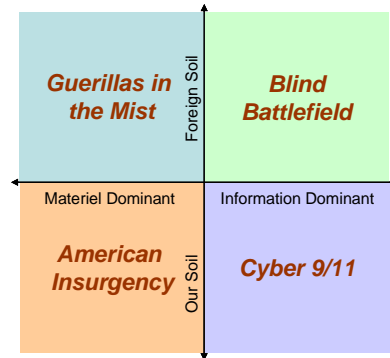 Guerillas in
the Mist
Foreign Soil
Blind
Battlefield
Materiel Dominant
Information Dominant
American
Insurgency
Our Soil
Cyber 9/11